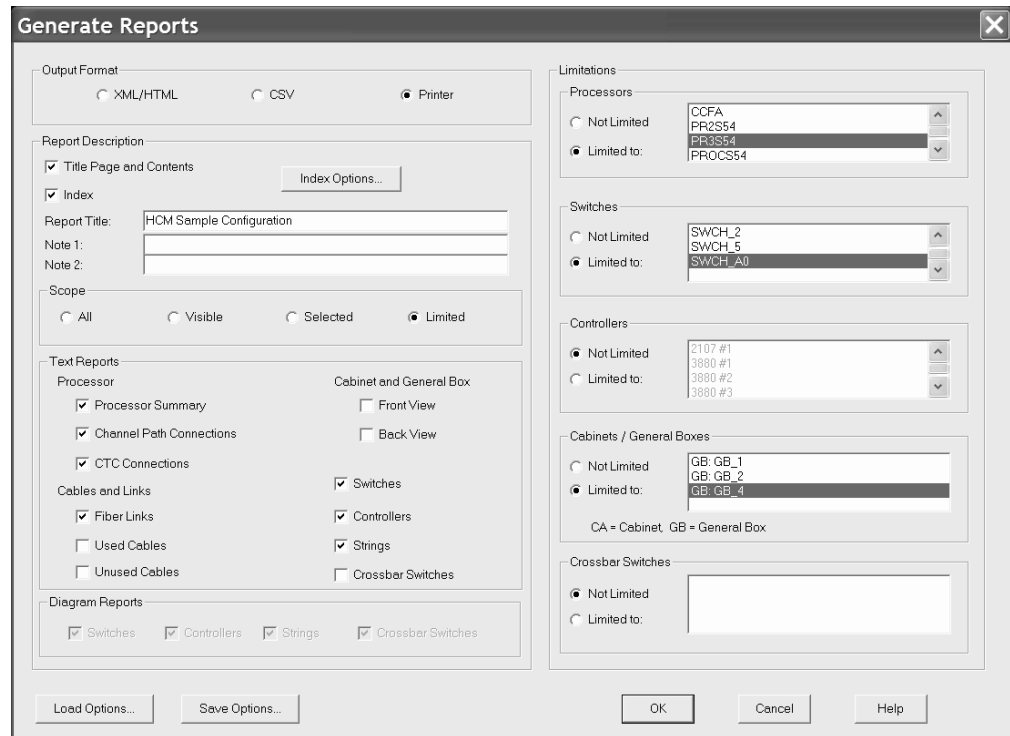 Generate Reports
Output Format
XML/HTML CSV Printer
Report Description
Title Page and Contents
Index Options...
Index
Report Title: HCM Sample Configuration
Note 1:
Note 2:
Scope
All Visible Selected Limited
Text Reports
Processor
Processor Summary
Channel Path Connections
CTC Connections
Cables and Links
Fiber Links
Used Cables
Unused Cables
Cabinet and General Box
Front View
Back View
Switches
Controllers
Strings
Crossbar Switches
Diagram Reports
Switches Controllers Strings Crossbar Switches
Load Options... Save Options...
Limitations
Processors
Not Limited
Limited to:
CCFA
PR2S54
PR3S54
PROCS54
Switches
Not Limited
Limited to:
SWCH_2
SWCH_5
SWCH_A0
Controllers
Not Limited
Limited to:
2107 #1
3880 #1
3880 #2
3880 #3
Cabinets / General Boxes
Not Limited
Limited to:
GB: GB_1
GB: GB_2
GB: GB_4
CA = Cabinet, GB = General Box
Crossbar Switches
Not Limited
Limited to:
OK Cancel Help